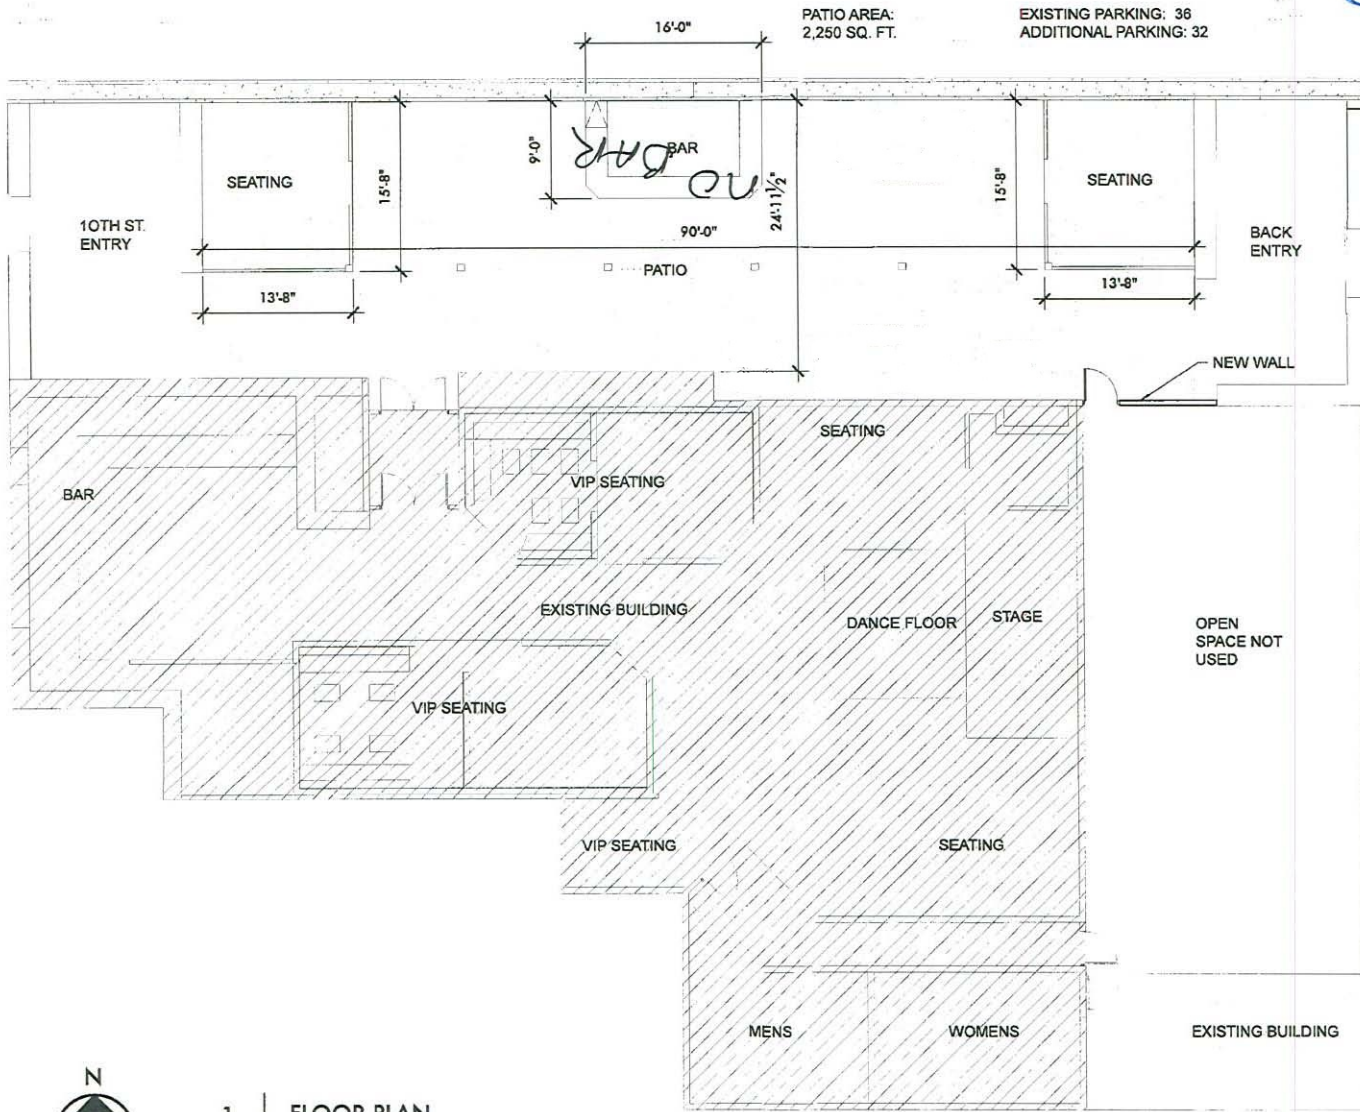 PATIO AREA:
2,250 SQ. FT.
EXISTING PARKING: 36
ADDITIONAL PARKING: 32
16'-0"
9'-0"
BAR
NO
BAR
24'-11½"
SEATING
15'-8"
15'-8"
SEATING
10TH ST.
ENTRY
90'-0"
BACK
ENTRY
PATIO
13'-8"
13'-8"
NEW WALL
SEATING
BAR
VIP SEATING
EXISTING BUILDING
DANCE FLOOR
STAGE
OPEN
SPACE NOT
USED
VIP SEATING
VIP SEATING
SEATING
MENS
WOMENS
EXISTING BUILDING
N
1
FLOOR PLAN